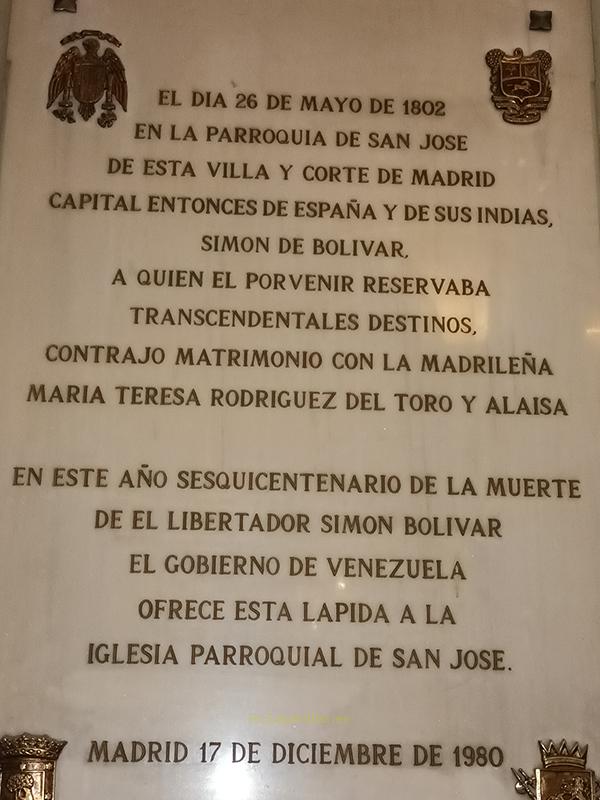 EL DIA 26 DE MAYO DE 1802
EN LA PARROQUIA DE SAN JOSE
DE ESTA VILLA Y CORTE DE MADRID
CAPITAL ENTONCES DE ESPAÑA Y DE SUS INDIAS,
SIMON DE BOLIVAR,
A QUIEN EL PORVENIR RESERVABA
TRANSCENDENTALES DESTINOS,
CONTRAJO MATRIMONIO CON LA MADRILEÑA
MARIA TERESA RODRIGUEZ DEL TORO Y ALAISA
EN ESTE AÑO SESQUICENTENARIO DE LA MUERTE
DE EL LIBERTADOR SIMON BOLIVAR
EL GOBIERNO DE VENEZUELA
OFRECE ESTA LAPIDA A LA
IGLESIA PARROQUIAL DE SAN JOSE.
MADRID 17 DE DICIEMBRE DE 1980